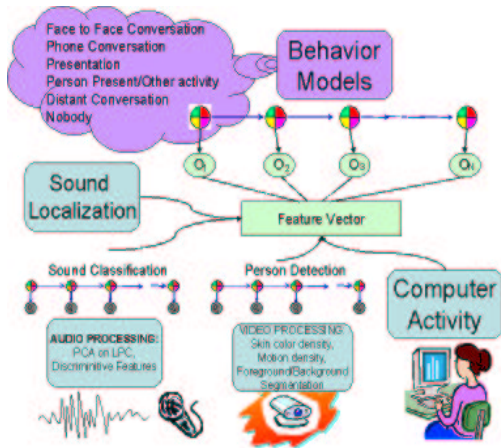 Face to Face Conversation
Phone Conversation
Presentation
Person Present/Other activity
Distant Conversation
Nobody
Behavior
Models
O1 O2 O3 ON
Sound
Localization
Feature Vector
Sound Classification
Person Detection
Computer
Activity
AUDIO PROCESSING:
PCA on LPC,
Discriminitive Features
VIDEO PROCESSING:
Skin color density,
Motion density,
Foreground/Background
Segmentation